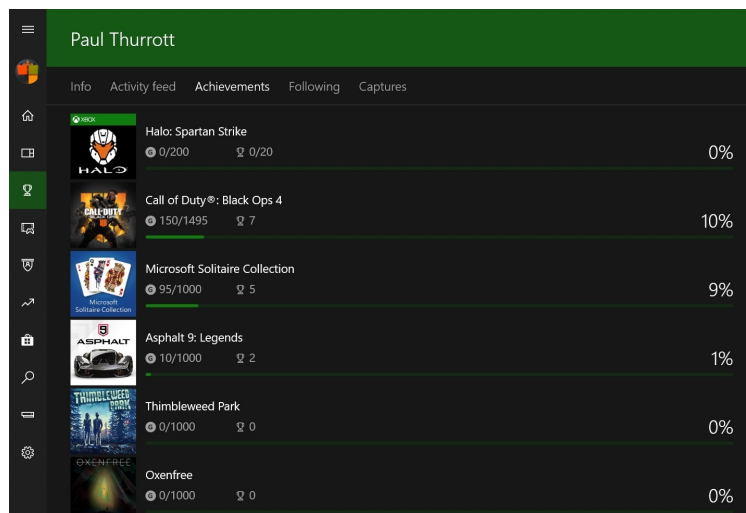 Paul Thurrott
Info Activity feed Achievements Following Captures
XBOX
HALO
Halo: Spartan Strike
G 0/200 0/20
0%
CALL OF DUTY
BLACK OPS
Call of Duty®: Black Ops 4
G 150/1495 7
10%
Microsoft
Solitaire Collection
Microsoft Solitaire Collection
G 95/1000 5
9%
9
ASPHALT
Asphalt 9: Legends
G 10/1000 2
1%
THIMBLEWEED
PARK
Thimbleweed Park
G 0/1000 0
0%
OXENFREE
Oxenfree
G 0/1000 0
0%